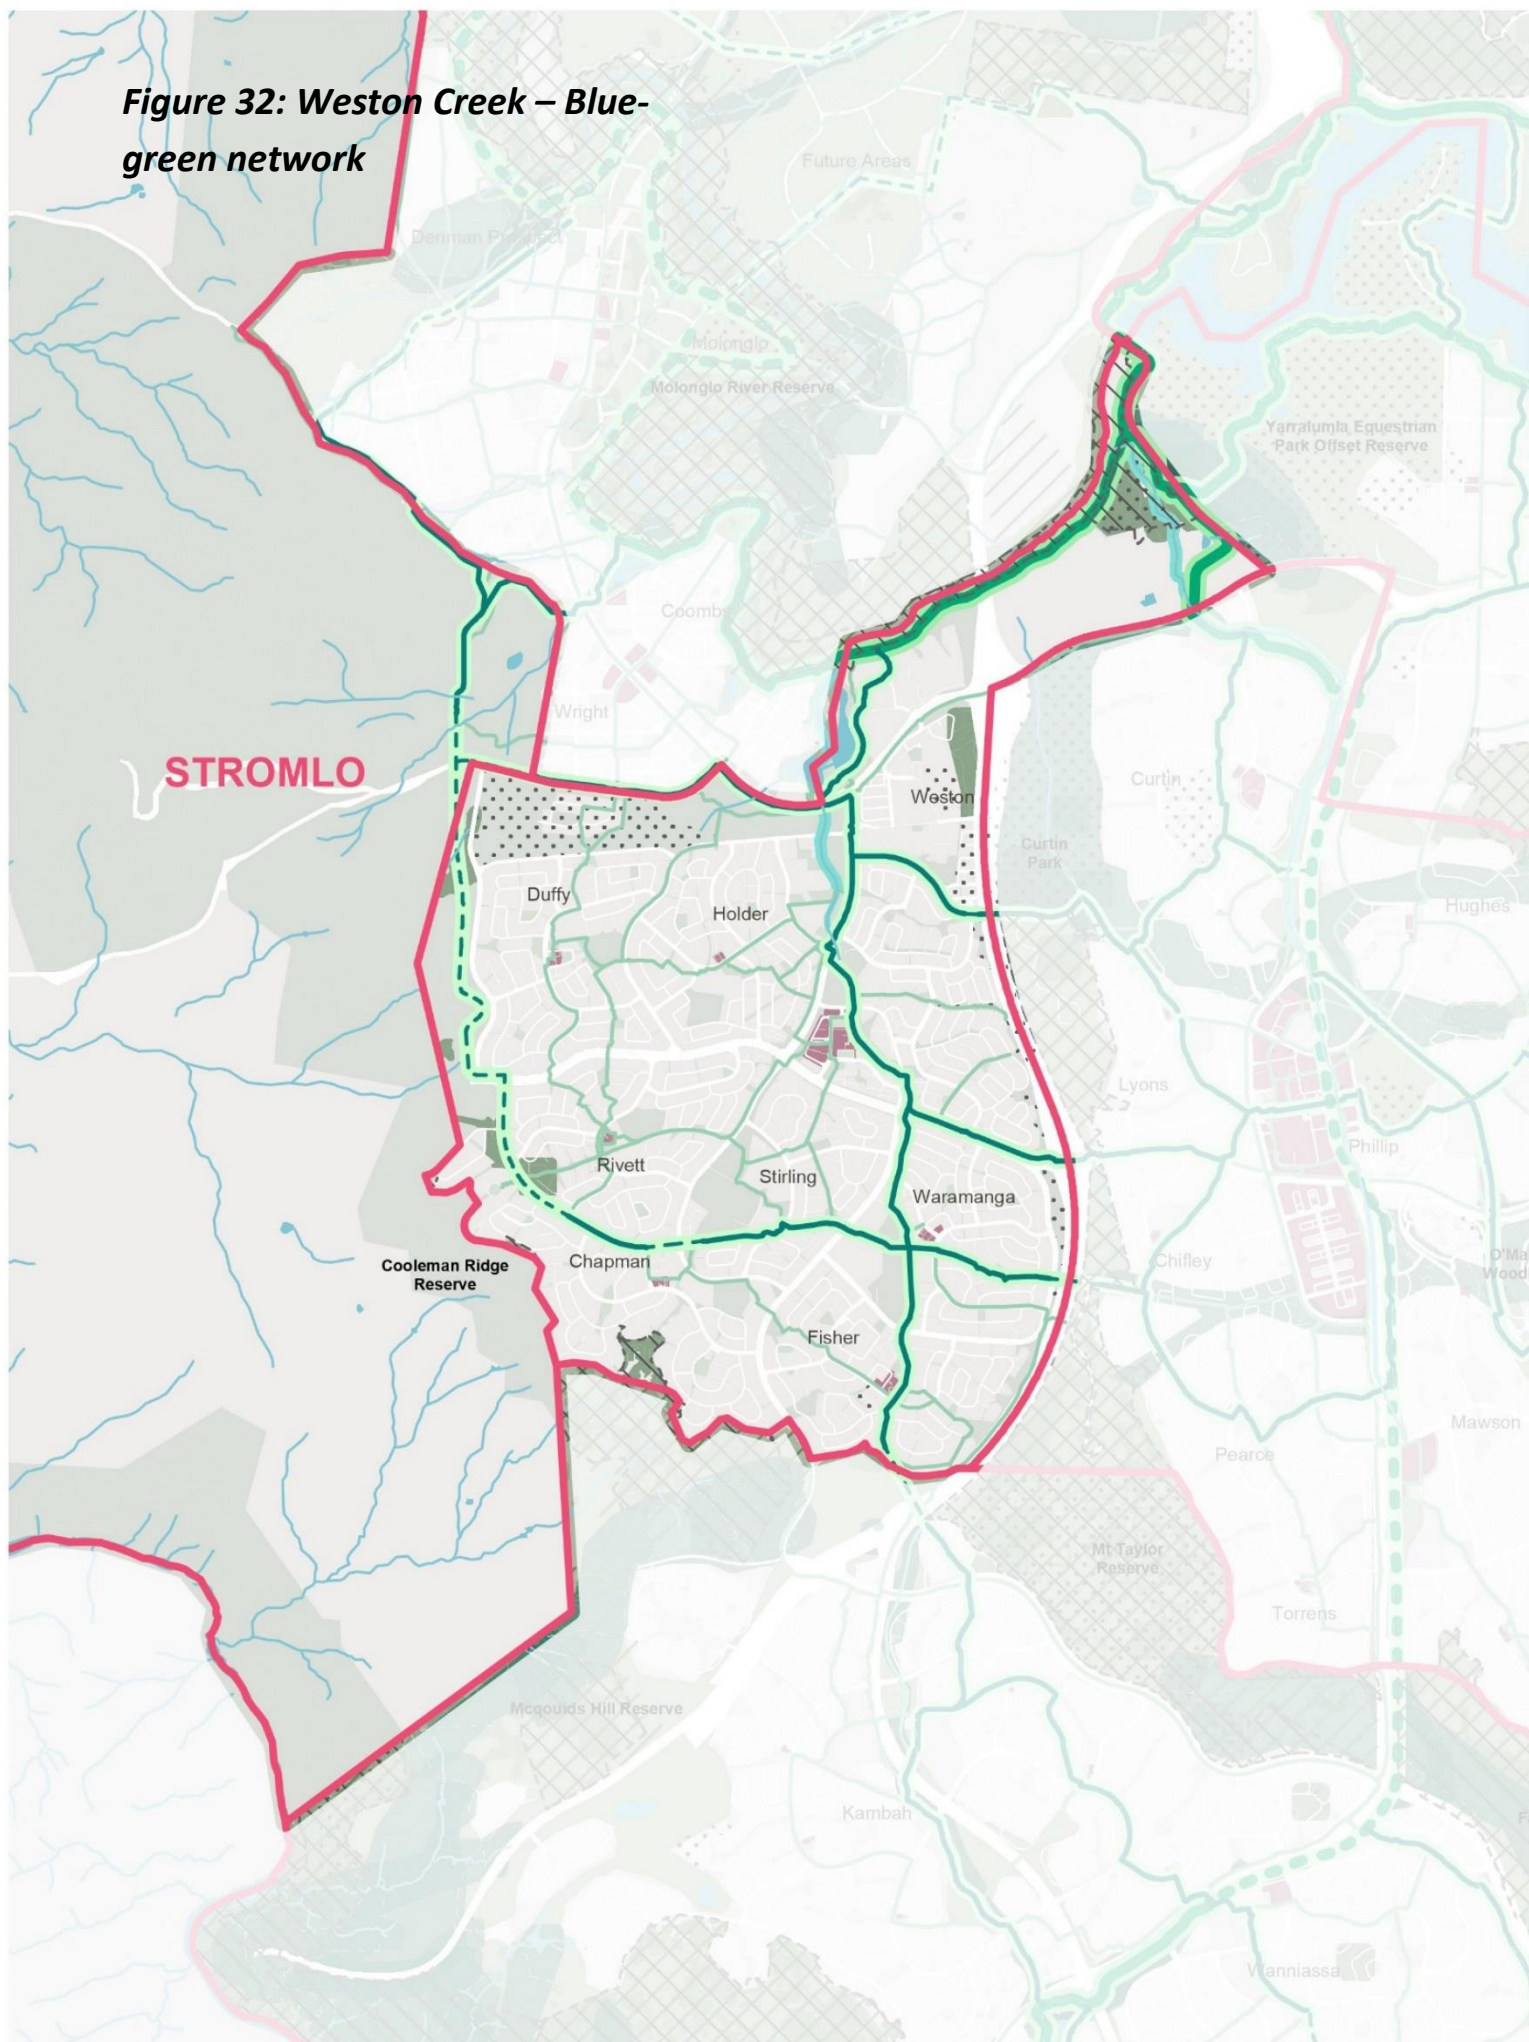 Figure 32: Weston Creek – Blue-
green network
Future Areas
Denman Prospect
Molonglo
Molonglo River Reserve
Yarralumla Equestrian
Park Offset Reserve
Coombs
Wright
STROMLO
Weston
Curtin
Curtin
Park
Duffy
Holder
Hughes
Lyons
Phillip
Rivett
Stirling
Waramanga
Cooleman Ridge
Reserve
Chapman
Chifley
Fisher
Mawson
Pearce
Mt Taylor
Reserve
Torrens
Mcqouids Hill Reserve
Kambah
Wanniassa